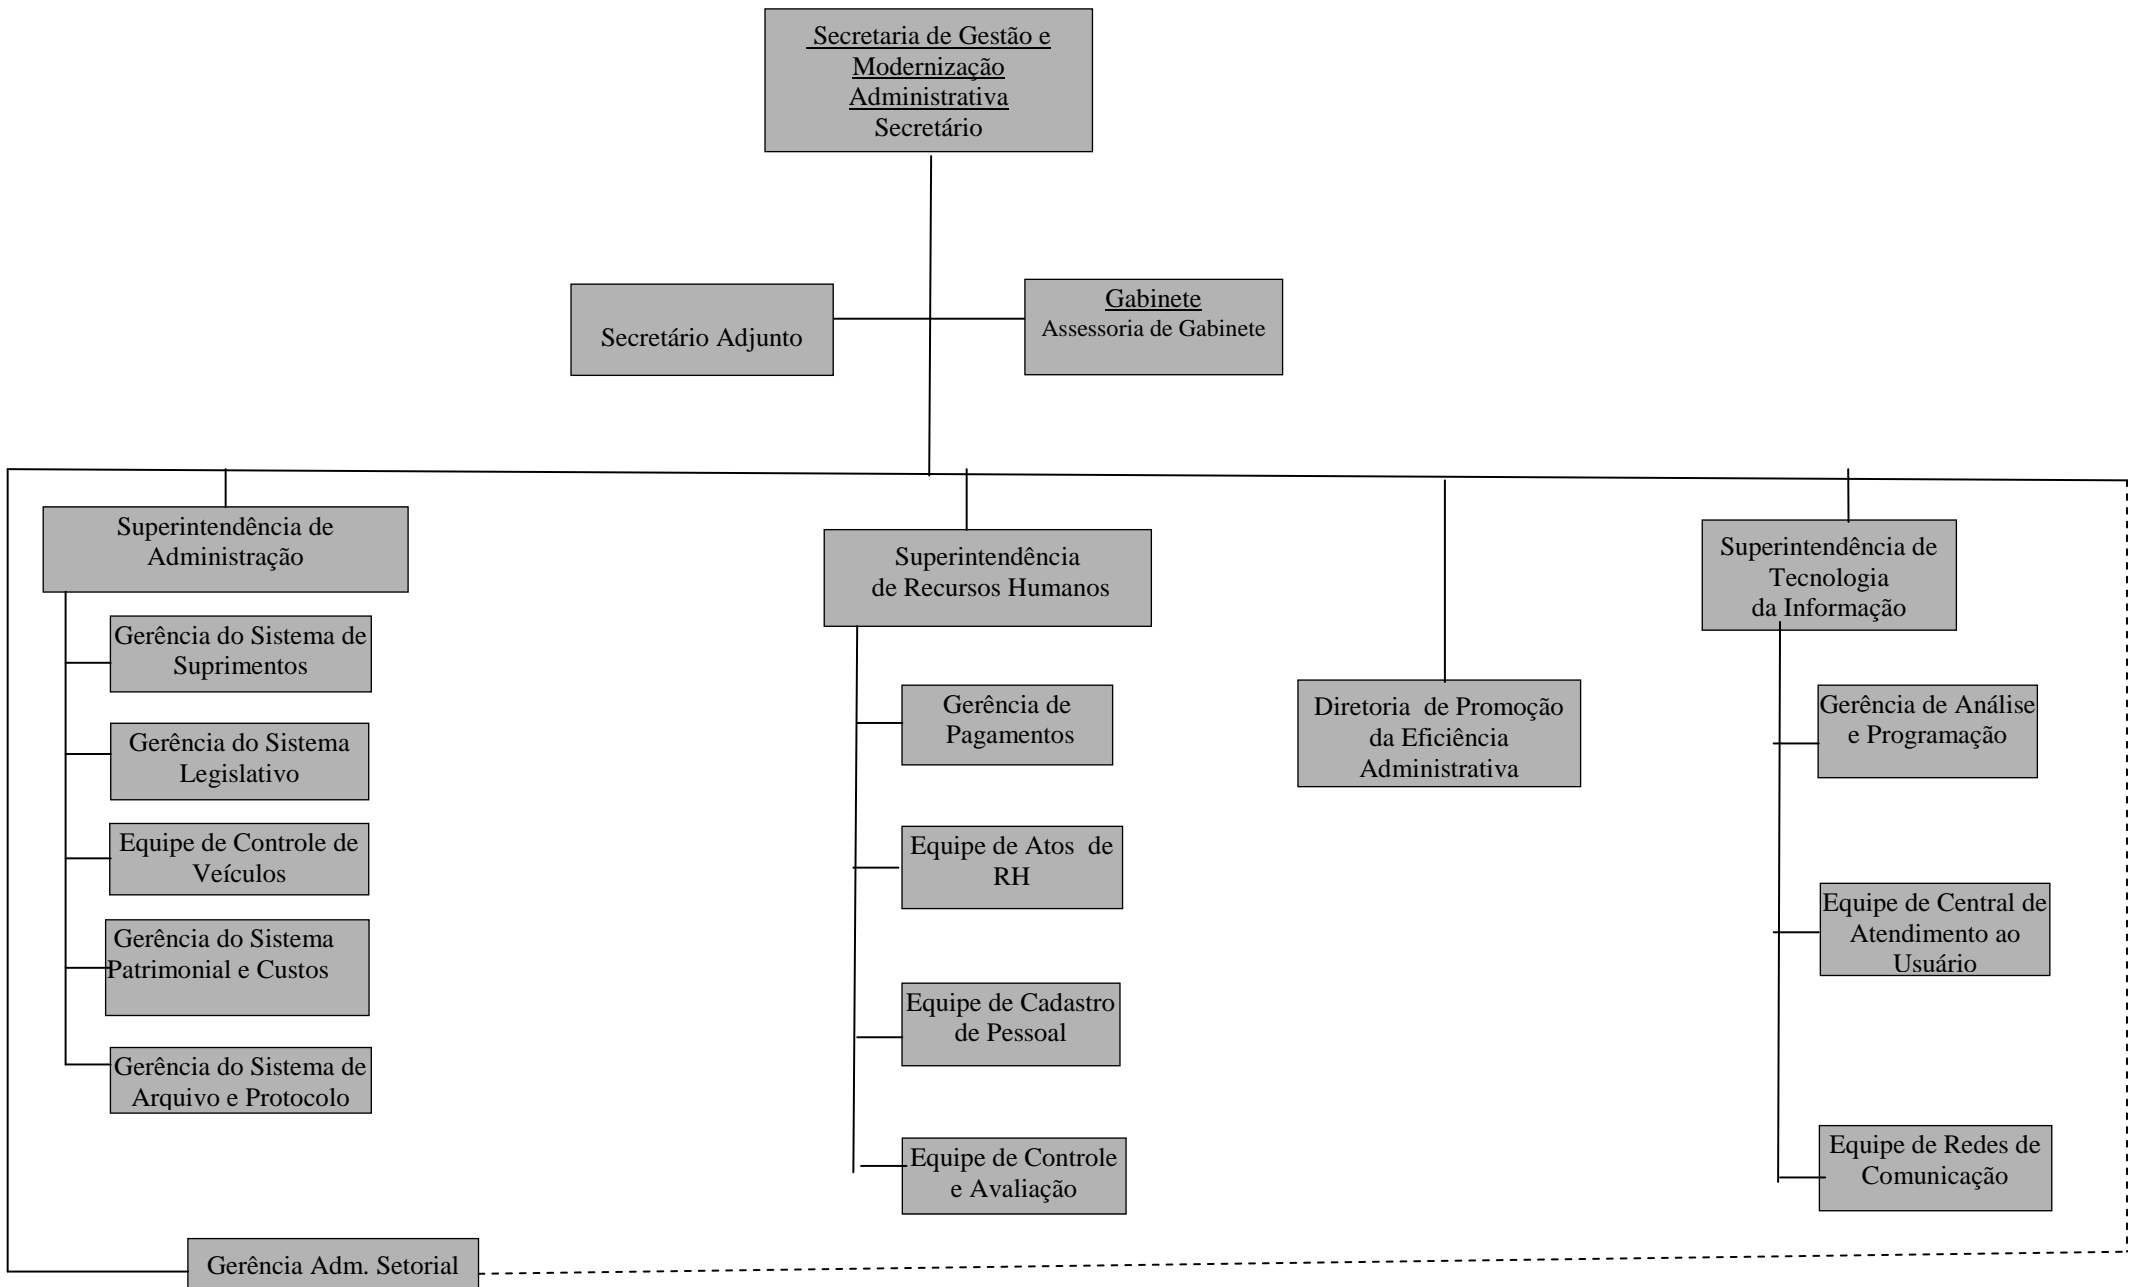 Secretaria de Gestão e
Modernização
Administrativa
Secretário
Secretário Adjunto
Gabinete
Assessoria de Gabinete
Superintendência de
Administração
Gerência do Sistema de
Suprimentos
Gerência do Sistema
Legislativo
Equipe de Controle de
Veículos
Gerência do Sistema
Patrimonial e Custos
Gerência do Sistema de
Arquivo e Protocolo
Superintendência
de Recursos Humanos
Gerência de
Pagamentos
Equipe de Atos de
RH
Equipe de Cadastro
de Pessoal
Equipe de Controle
e Avaliação
Diretoria de Promoção
da Eficiência
Administrativa
Superintendência de
Tecnologia
da Informação
Gerência de Análise
e Programação
Equipe de Central de
Atendimento ao
Usuário
Equipe de Redes de
Comunicação
Gerência Adm. Setorial